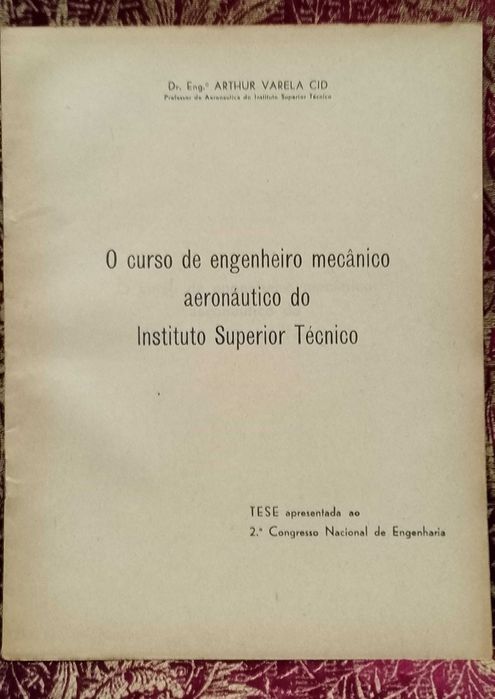 Dr. Eng.º ARTHUR VARELA CID
Professor de Aeronáutica do Instituto Superior Técnico
O curso de engenheiro mecânico
aeronáutico do
Instituto Superior Técnico
TESE apresentada ao
2.º Congresso Nacional de Engenharia